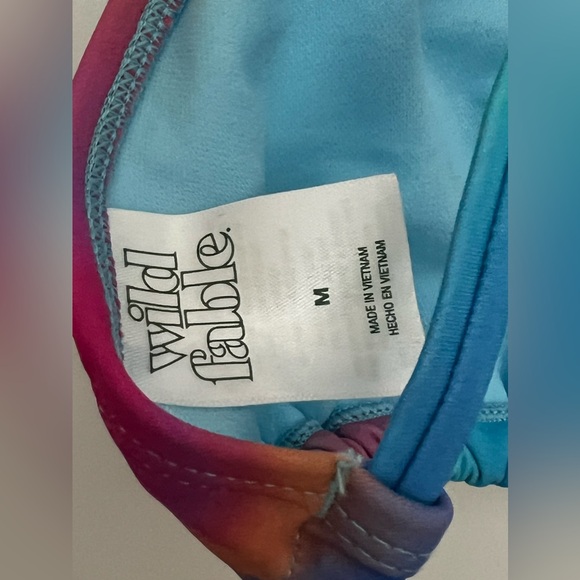 wild
fable.
M
MADE IN VIETNAM
HECHO EN VIETNAM